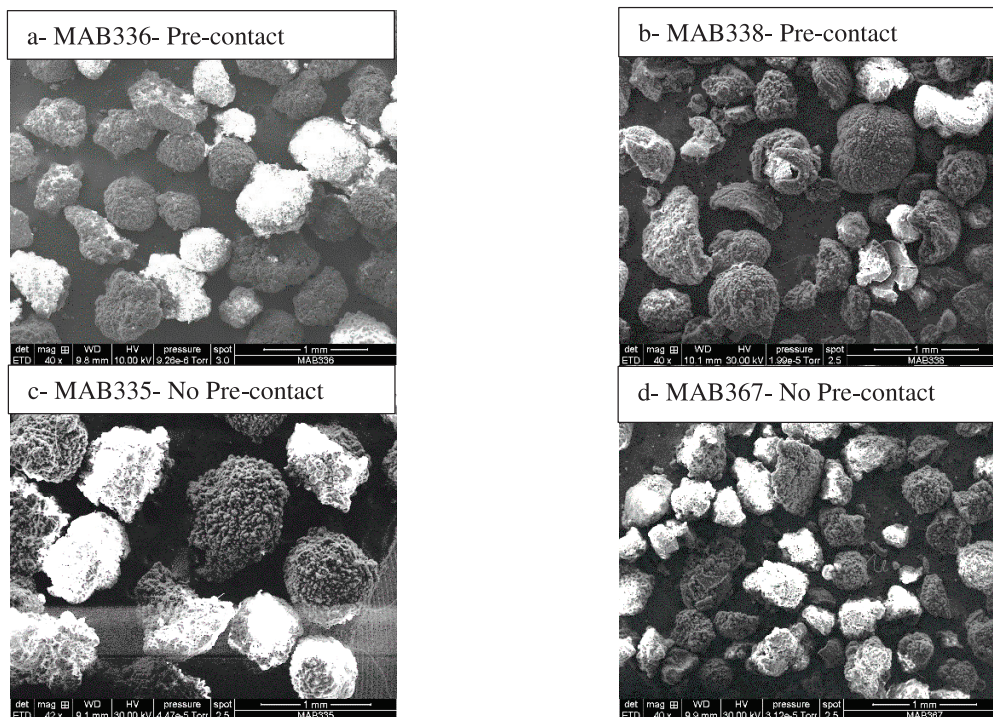 a- MAB336- Pre-contact
b- MAB338- Pre-contact
det mag WD HV pressure spot 1 mm
ETD 40 x 9.8 mm 10.00 kV 9.26e-6 Torr 3.0 MAB336
det mag WD HV pressure spot 1 mm
ETD 40 x 10.1 mm 30.00 kV 1.99e-5 Torr 2.5 MAB338
c- MAB335- No Pre-contact
d- MAB367- No Pre-contact
det mag WD HV pressure spot 1 mm
ETD 42 x 9.1 mm 30.00 kV 4.47e-5 Torr 2.5 MAB335
det mag WD HV pressure spot 1 mm
ETD 40 x 9.9 mm 30.00 kV 3.12e-5 Torr 2.5 MAB367